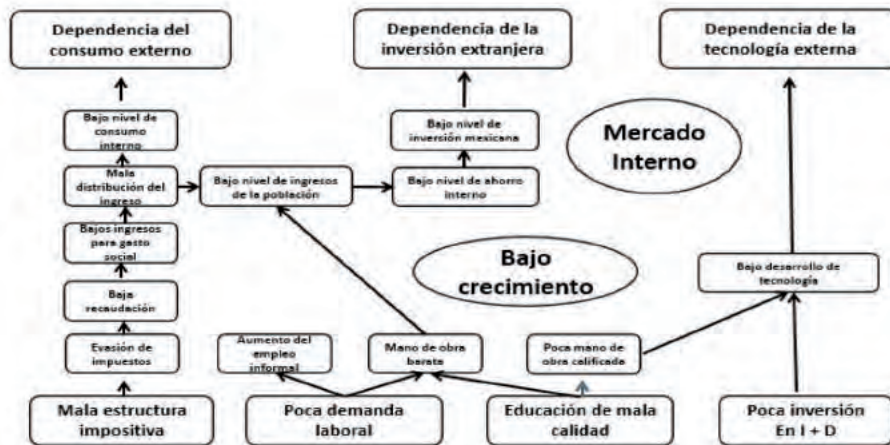 Dependencia del
consumo externo
Dependencia de la
inversión extranjera
Dependencia de la
tecnología externa
Bajo nivel de
consumo
interno
Bajo nivel de
inversión mexicana
Mercado
Interno
Mala
distribución del
ingreso
Bajo nivel de ingresos
de la población
Bajo nivel de ahorro
interno
Bajos ingresos
para gasto
social
Bajo
crecimiento
Bajo desarrollo de
tecnología
Baja
recaudación
Evasión de
impuestos
Aumento del
empleo
informal
Mano de obra
barata
Poca mano de
obra calificada
Mala estructura
impositiva
Poca demanda
laboral
Educación de mala
calidad
Poca inversión
En I + D